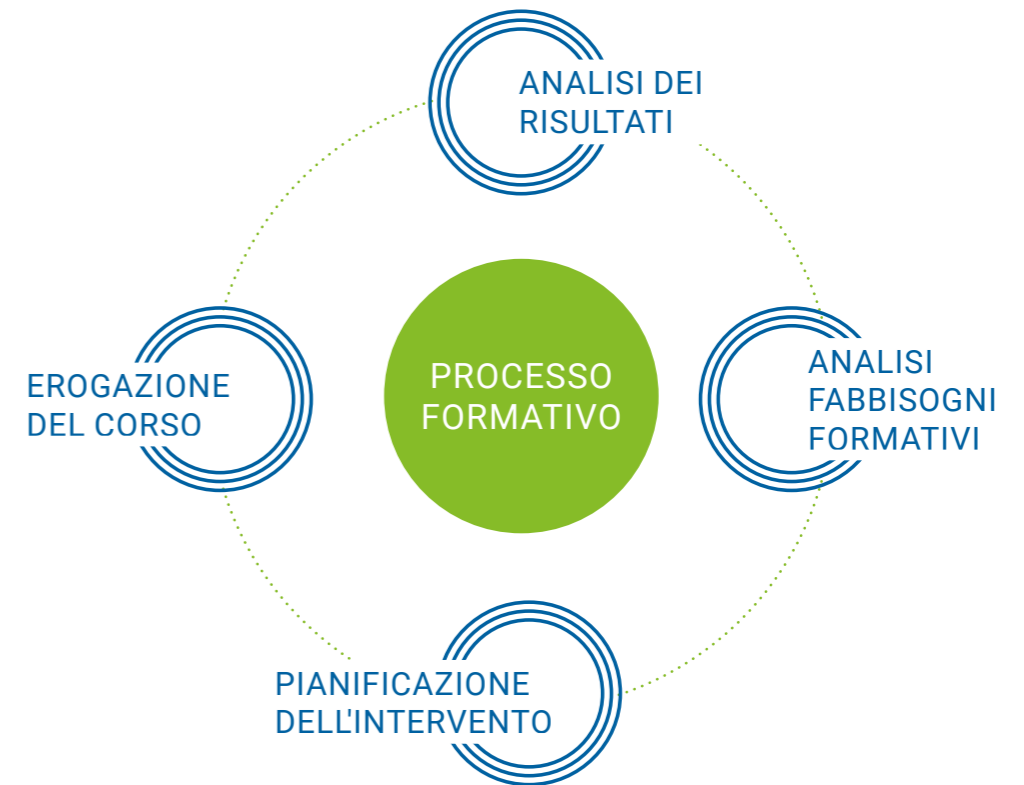 ANALISI DEI
RISULTATI
ANALISI
FABBISOGNI
FORMATIVI
PROCESSO
FORMATIVO
EROGAZIONE
DEL CORSO
PIANIFICAZIONE
DELL'INTERVENTO